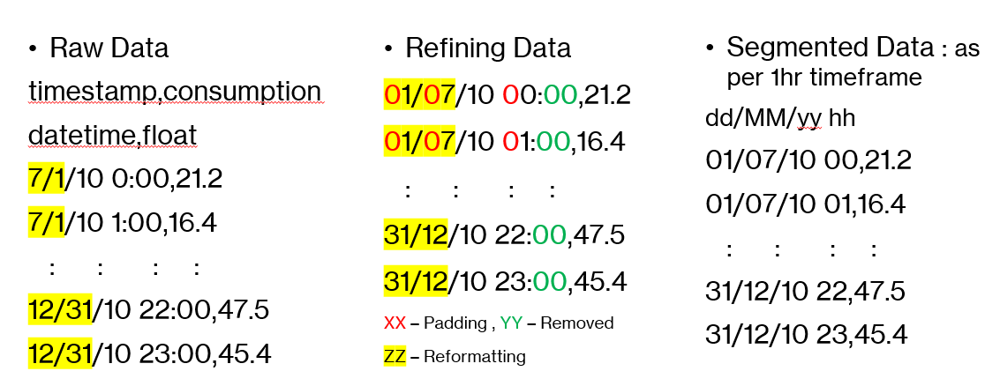 • Raw Data
timestamp,consumption
datetime,float
7/1/10 0:00,21.2
7/1/10 1:00,16.4
: : : :
12/31/10 22:00,47.5
12/31/10 23:00,45.4
• Refining Data
01/07/10 00:00,21.2
01/07/10 01:00,16.4
: : : :
31/12/10 22:00,47.5
31/12/10 23:00,45.4
XX – Padding , YY – Removed
ZZ – Reformatting
• Segmented Data : as
per 1hr timeframe
dd/MM/yy hh
01/07/10 00,21.2
01/07/10 01,16.4
: : : :
31/12/10 22,47.5
31/12/10 23,45.4